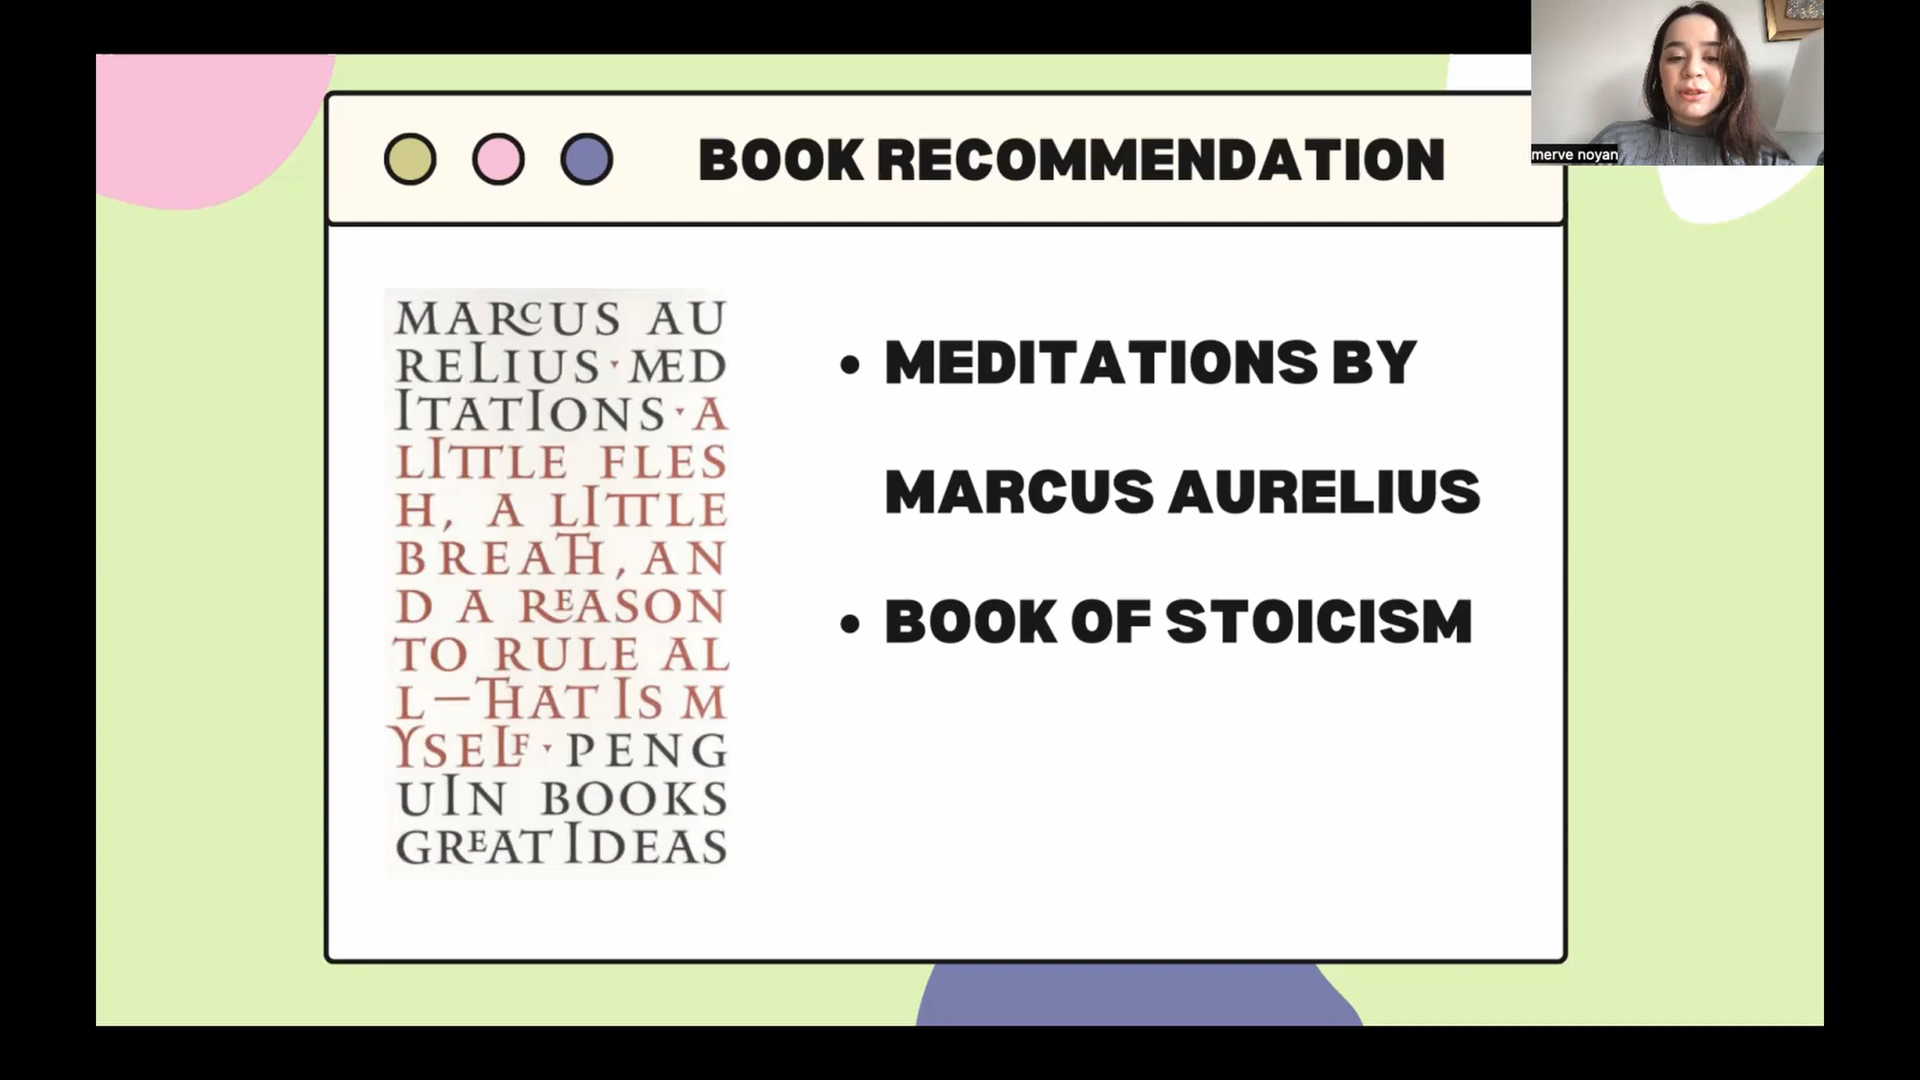 BOOK RECOMMENDATION
merve noyan
MARCUS AU
RELIUS · MED
ITATIONS · A
LITTLE FLES
H, A LITTLE
BREATH, AN
D A REASON
TO RULE AL
L—THAT IS M
YSELF · PENG
UIN BOOKS
GREAT IDEAS
• MEDITATIONS BY
MARCUS AURELIUS
• BOOK OF STOICISM